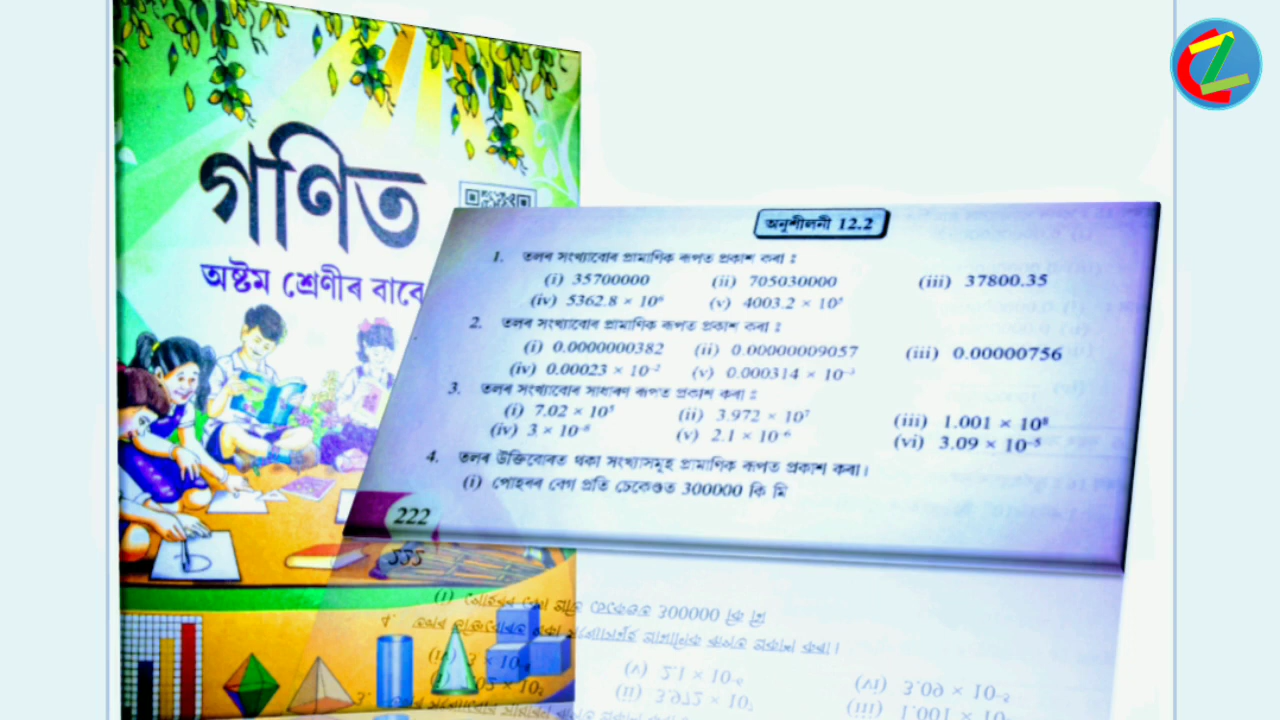 গণিত
অষ্টম শ্ৰেণীৰ বাবে
অনুশীলনী 12.2
1. তলৰ সংখ্যাবোৰ প্ৰামাণিক ৰূপত প্ৰকাশ কৰা ঃ
(i) 35700000 (ii) 705030000 (iii) 37800.35
(iv) 5362.8 × 10⁶ (v) 4003.2 × 10⁵
2. তলৰ সংখ্যাবোৰ প্ৰামাণিক ৰূপত প্ৰকাশ কৰা ঃ
(i) 0.0000000382 (ii) 0.00000009057 (iii) 0.00000756
(iv) 0.00023 × 10⁻² (v) 0.000314 × 10⁻³
3. তলৰ সংখ্যাবোৰ সাধাৰণ ৰূপত প্ৰকাশ কৰা ঃ
(i) 7.02 × 10⁵ (ii) 3.972 × 10⁷ (iii) 1.001 × 10⁸
(iv) 3 × 10⁻⁸ (v) 2.1 × 10⁻⁶ (vi) 3.09 × 10⁻⁵
4. তলৰ উক্তিবোৰত থকা সংখ্যাসমূহ প্ৰামাণিক ৰূপত প্ৰকাশ কৰা।
(i) পোহৰৰ বেগ প্ৰতি চেকেণ্ডত 300000 কি মি
222